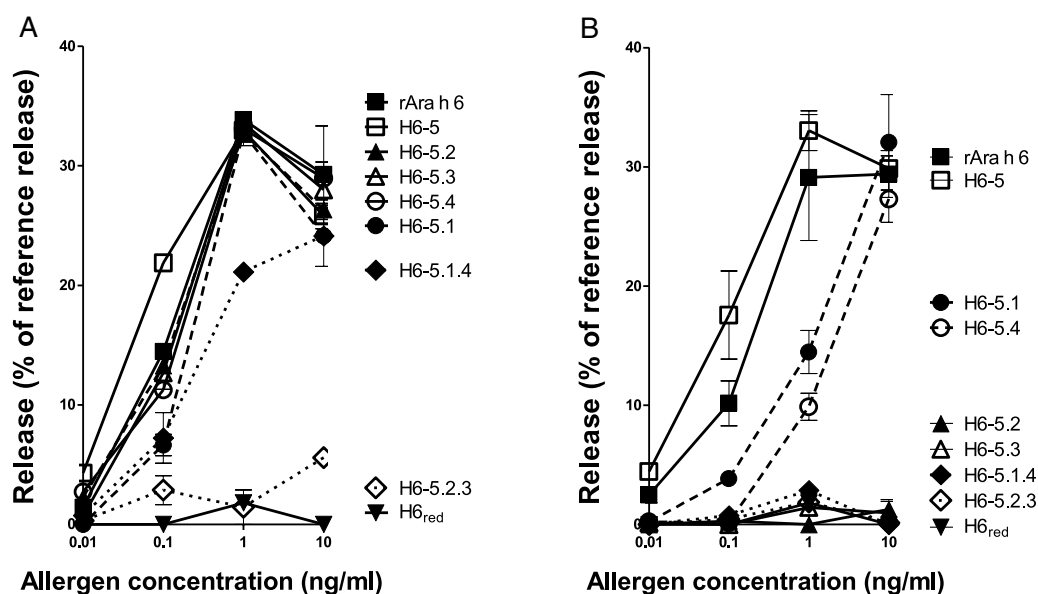 A
Release (% of reference release)
40
30
20
10
0
0.01 0.1 1 10
Allergen concentration (ng/ml)
rAra h 6
H6-5
H6-5.2
H6-5.3
H6-5.4
H6-5.1
H6-5.1.4
H6-5.2.3
H6red
B
Release (% of reference release)
40
30
20
10
0
0.01 0.1 1 10
Allergen concentration (ng/ml)
rAra h 6
H6-5
H6-5.1
H6-5.4
H6-5.2
H6-5.3
H6-5.1.4
H6-5.2.3
H6red